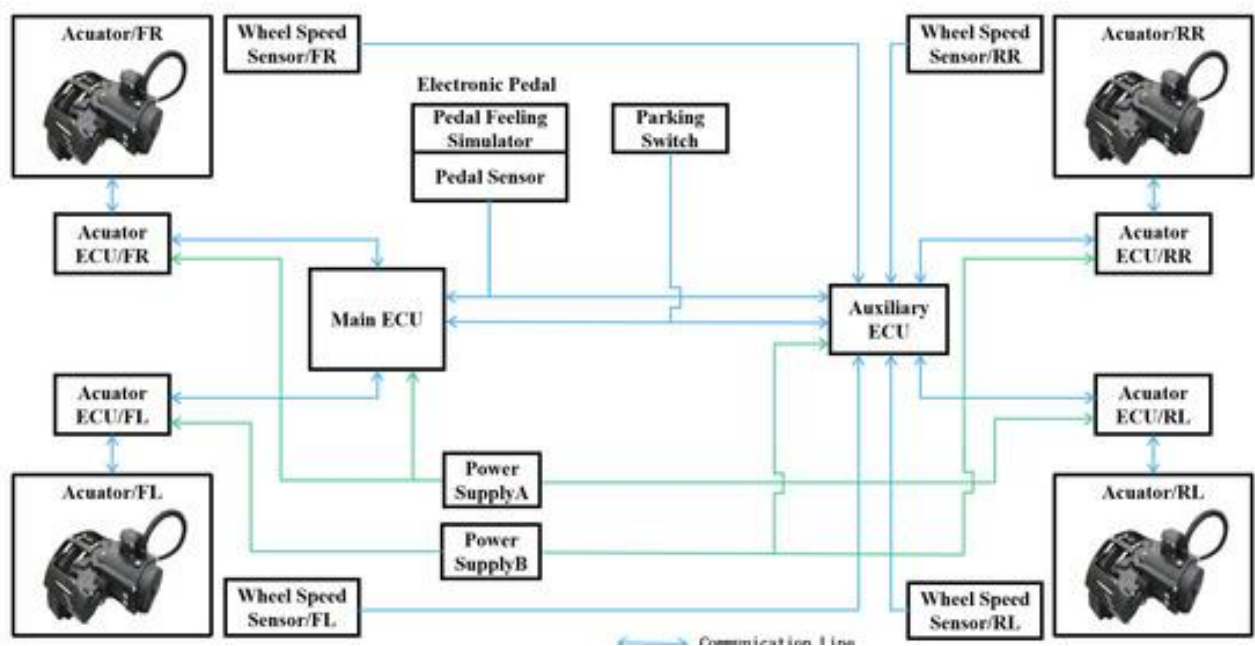 Acuator/FR
Wheel Speed
Sensor/FR
Wheel Speed
Sensor/RR
Acuator/RR
Electronic Pedal
Pedal Feeling
Simulator
Pedal Sensor
Parking
Switch
Acuator
ECU/FR
Acuator
ECU/RR
Main ECU
Auxiliary
ECU
Acuator
ECU/FL
Acuator
ECU/RL
Power
SupplyA
Acuator/FL
Acuator/RL
Power
SupplyB
Wheel Speed
Sensor/FL
Wheel Speed
Sensor/RL
Communication Line